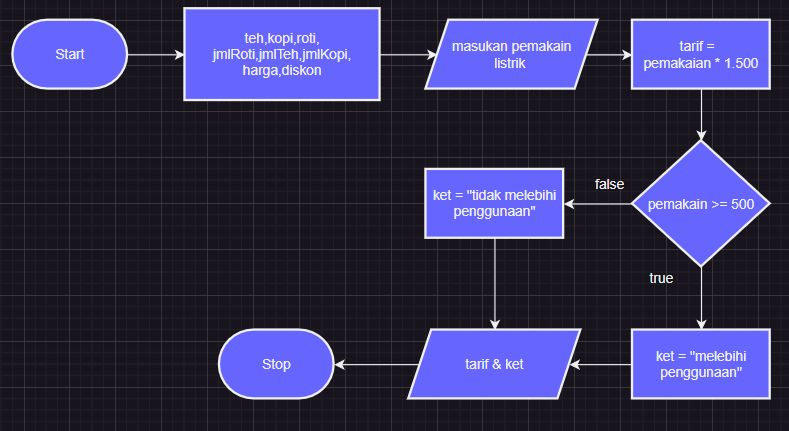 Start
teh,kopi,roti,
jmlRoti,jmlTeh,jmlKopi,
harga,diskon
masukan pemakain
listrik
tarif =
pemakaian * 1.500
pemakain >= 500
false
ket = "tidak melebihi
penggunaan"
true
ket = "melebihi
penggunaan"
tarif & ket
Stop